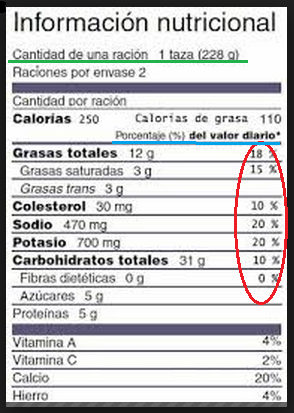 Información nutricional
Cantidad de una ración 1 taza (228 g)
Raciones por envase 2
Cantidad por ración
Calorías 250 Calorías de grasa 110
Porcentaje (%) del valor diario*
Grasas totales 12 g 18 %
Grasas saturadas 3 g 15 %
Grasas trans 3 g
Colesterol 30 mg 10 %
Sodio 470 mg 20 %
Potasio 700 mg 20 %
Carbohidratos totales 31 g 10 %
Fibras dietéticas 0 g 0 %
Azúcares 5 g
Proteínas 5 g
Vitamina A 4%
Vitamina C 2%
Calcio 20%
Hierro 4%